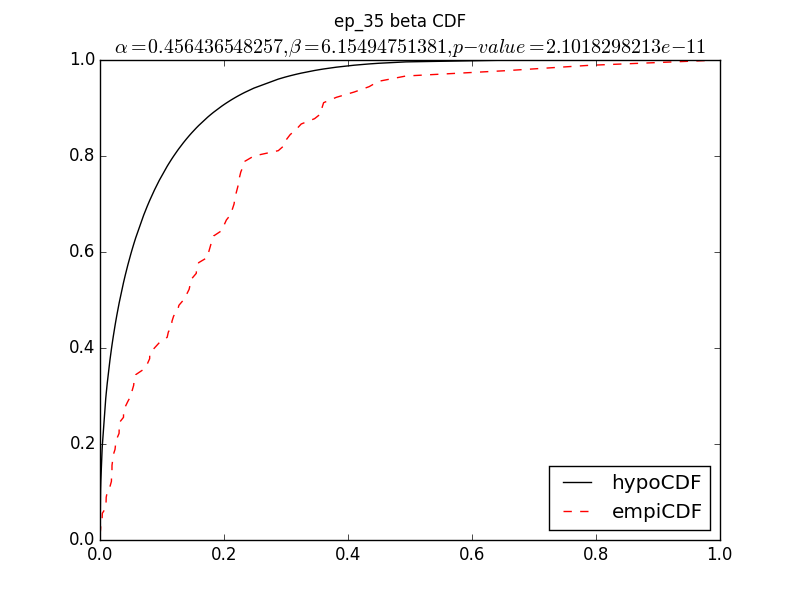 ep_35 beta CDF
α=0.456436548257,β=6.15494751381,p−value=2.1018298213e−11
1.0
0.8
0.6
0.4
0.2
0.0
hypoCDF
empiCDF
0.0 0.2 0.4 0.6 0.8 1.0